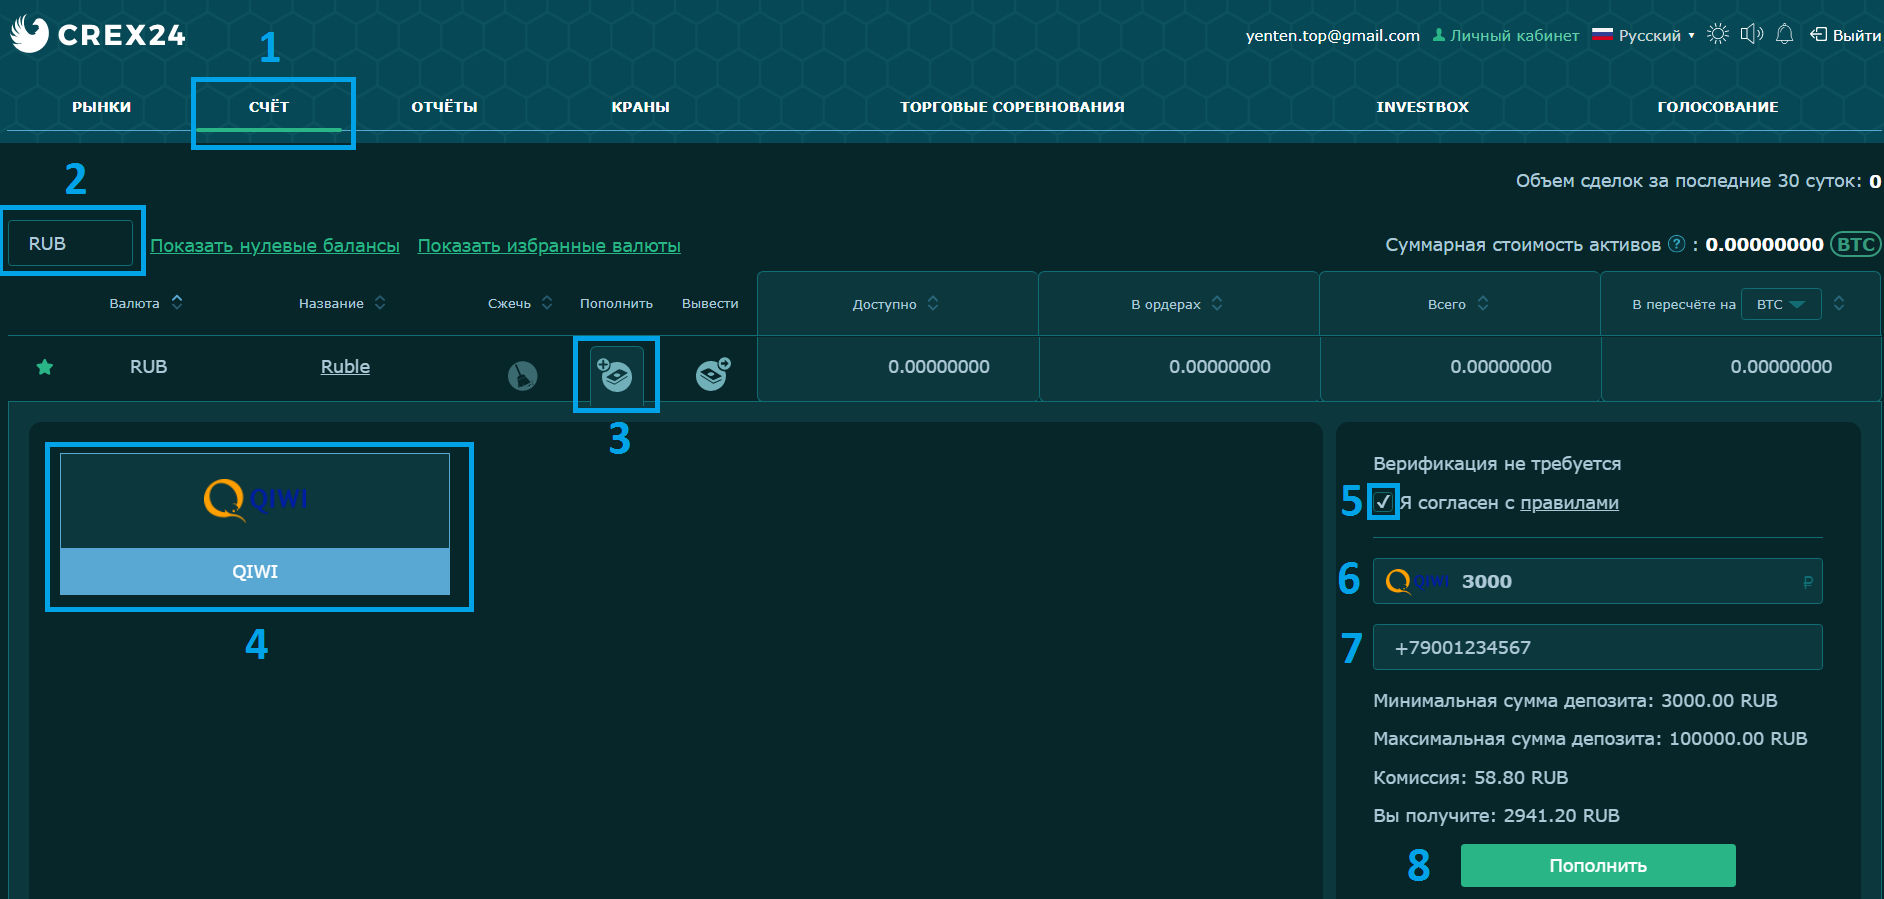 CREX24
yenten.top@gmail.com Личный кабинет Русский Выйти
1
РЫНКИ СЧЁТ ОТЧЁТЫ КРАНЫ ТОРГОВЫЕ СОРЕВНОВАНИЯ INVESTBOX ГОЛОСОВАНИЕ
2
Объем сделок за последние 30 суток: 0
RUB Показать нулевые балансы Показать избранные валюты Суммарная стоимость активов ? : 0.00000000 BTC
Валюта Название Сжечь Пополнить Вывести Доступно В ордерах Всего В пересчёте на BTC
RUB Ruble 0.00000000 0.00000000 0.00000000 0.00000000
3
QIWI
QIWI
4
Верификация не требуется
5 Я согласен с правилами
6 QIWI 3000 ₽
7 +79001234567
Минимальная сумма депозита: 3000.00 RUB
Максимальная сумма депозита: 100000.00 RUB
Комиссия: 58.80 RUB
Вы получите: 2941.20 RUB
8 Пополнить